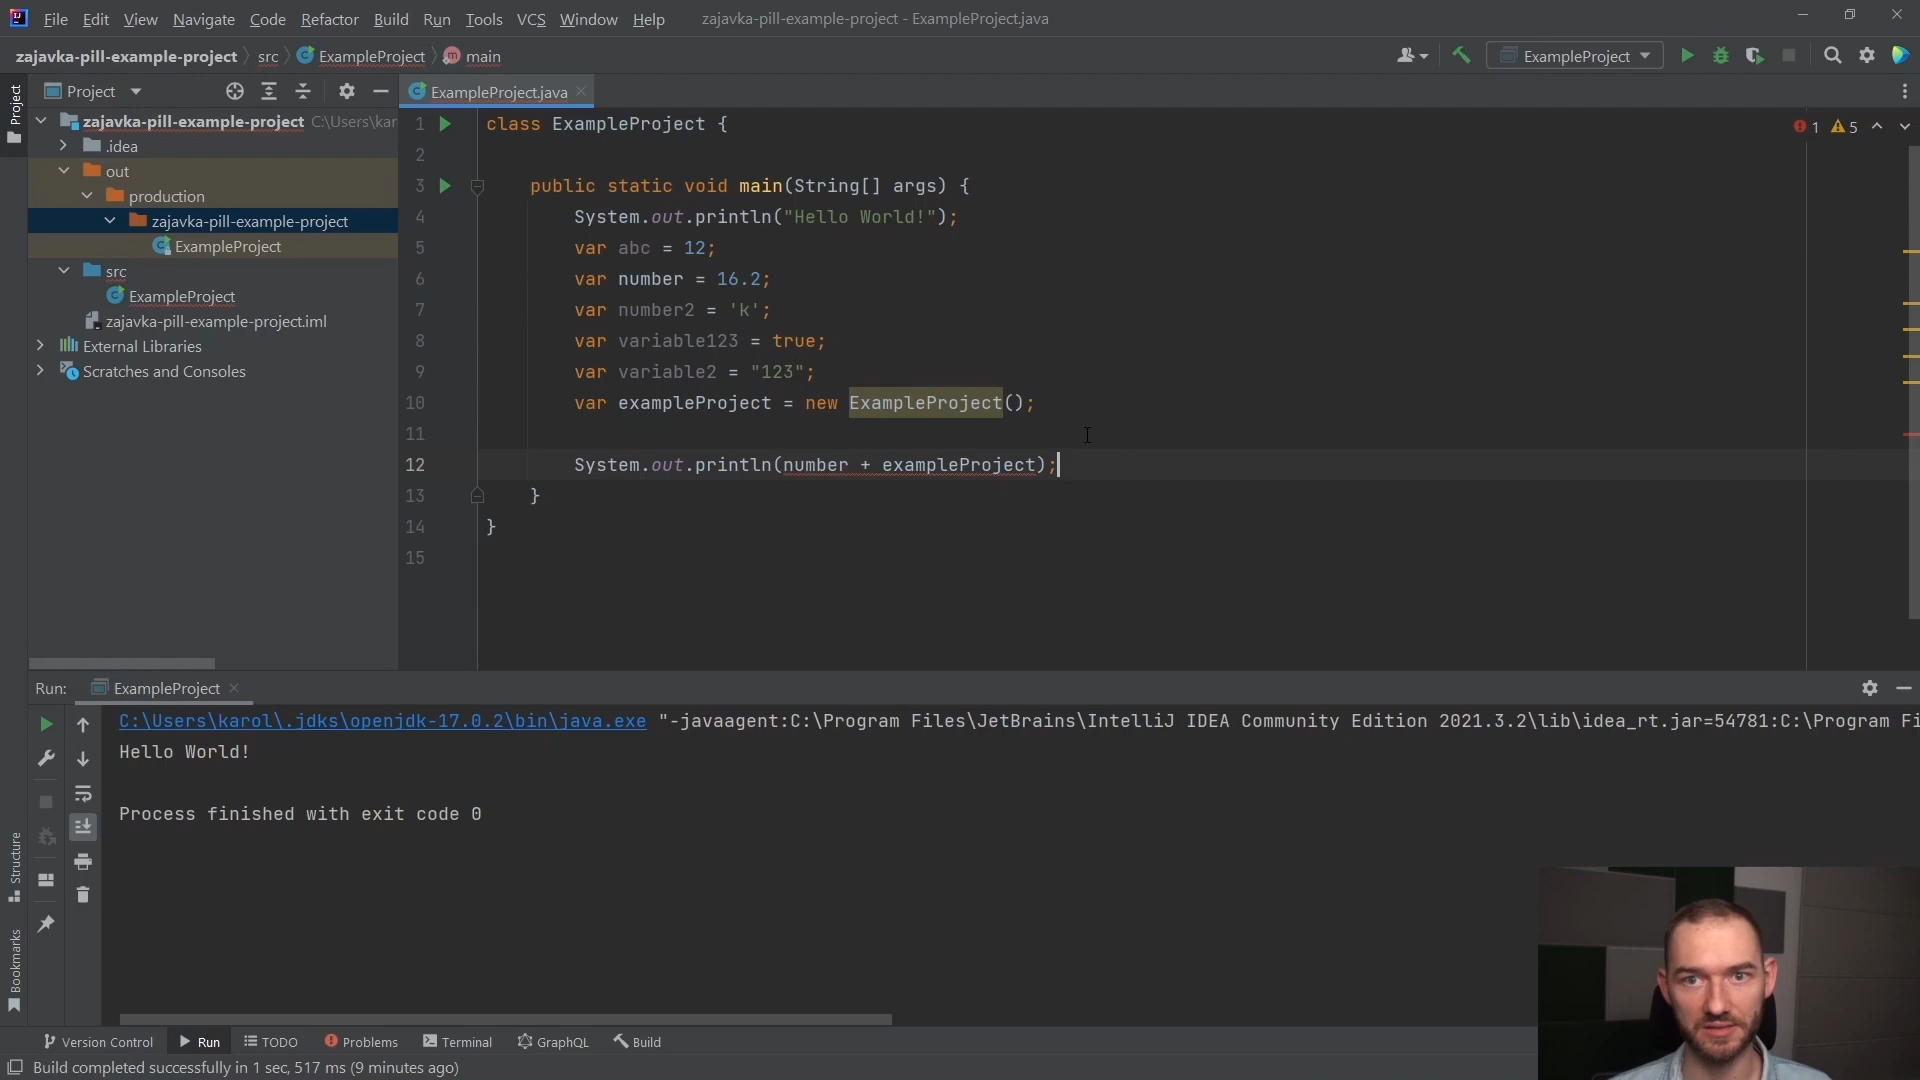 File Edit View Navigate Code Refactor Build Run Tools VCS Window Help zajavka-pill-example-project - ExampleProject.java
zajavka-pill-example-project src ExampleProject main ExampleProject
Project
Project
ExampleProject.java
zajavka-pill-example-project C:\Users\kar
.idea
out
production
zajavka-pill-example-project
ExampleProject
src
ExampleProject
zajavka-pill-example-project.iml
External Libraries
Scratches and Consoles
1 class ExampleProject {
2
3 public static void main(String[] args) {
4 System.out.println("Hello World!");
5 var abc = 12;
6 var number = 16.2;
7 var number2 = 'k';
8 var variable123 = true;
9 var variable2 = "123";
10 var exampleProject = new ExampleProject();
11
12 System.out.println(number + exampleProject);
13 }
14 }
15
1 5
Run: ExampleProject
C:\Users\karol\.jdks\openjdk-17.0.2\bin\java.exe "-javaagent:C:\Program Files\JetBrains\IntelliJ IDEA Community Edition 2021.3.2\lib\idea_rt.jar=54781:C:\Program Fi
Hello World!
Process finished with exit code 0
Structure
Bookmarks
Version Control Run TODO Problems Terminal GraphQL Build
Build completed successfully in 1 sec, 517 ms (9 minutes ago)